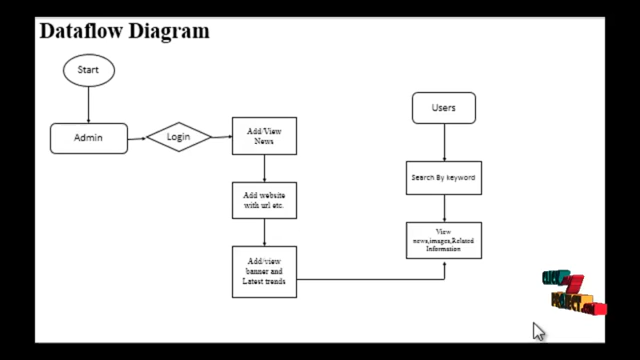 Dataflow Diagram
Start
Admin
Login
Add/View
News
Add website
with url etc.
Add/view
banner and
Latest trends
Users
Search By keyword
View
news,images,Related
Information